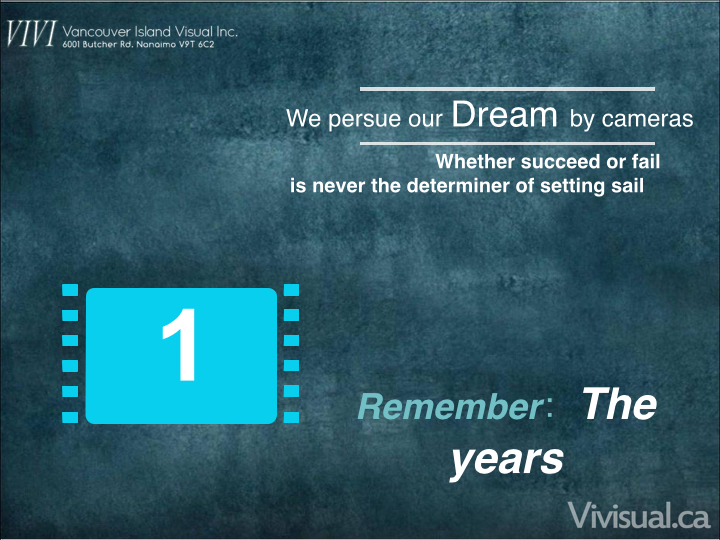 VIVI Vancouver Island Visual Inc.
6001 Butcher Rd. Nanaimo V9T 6C2
We persue our Dream by cameras
Whether succeed or fail
is never the determiner of setting sail
1
Remember: The
years
Vivisual.ca